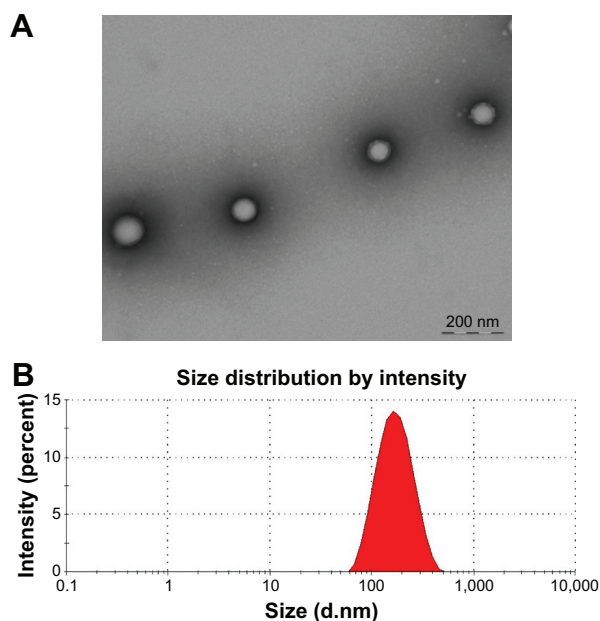 A
200 nm
B
Size distribution by intensity
15
10
5
0
Intensity (percent)
0.1 1 10 100 1,000 10,000
Size (d.nm)